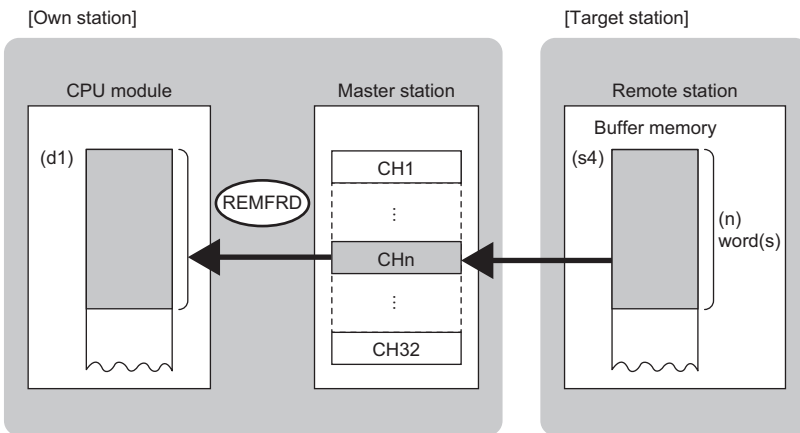 [Own station]
[Target station]
CPU module
Master station
Remote station
Buffer memory
(d1)
(s4)
CH1
REMFRD
⋮
(n)
word(s)
CHn
⋮
CH32